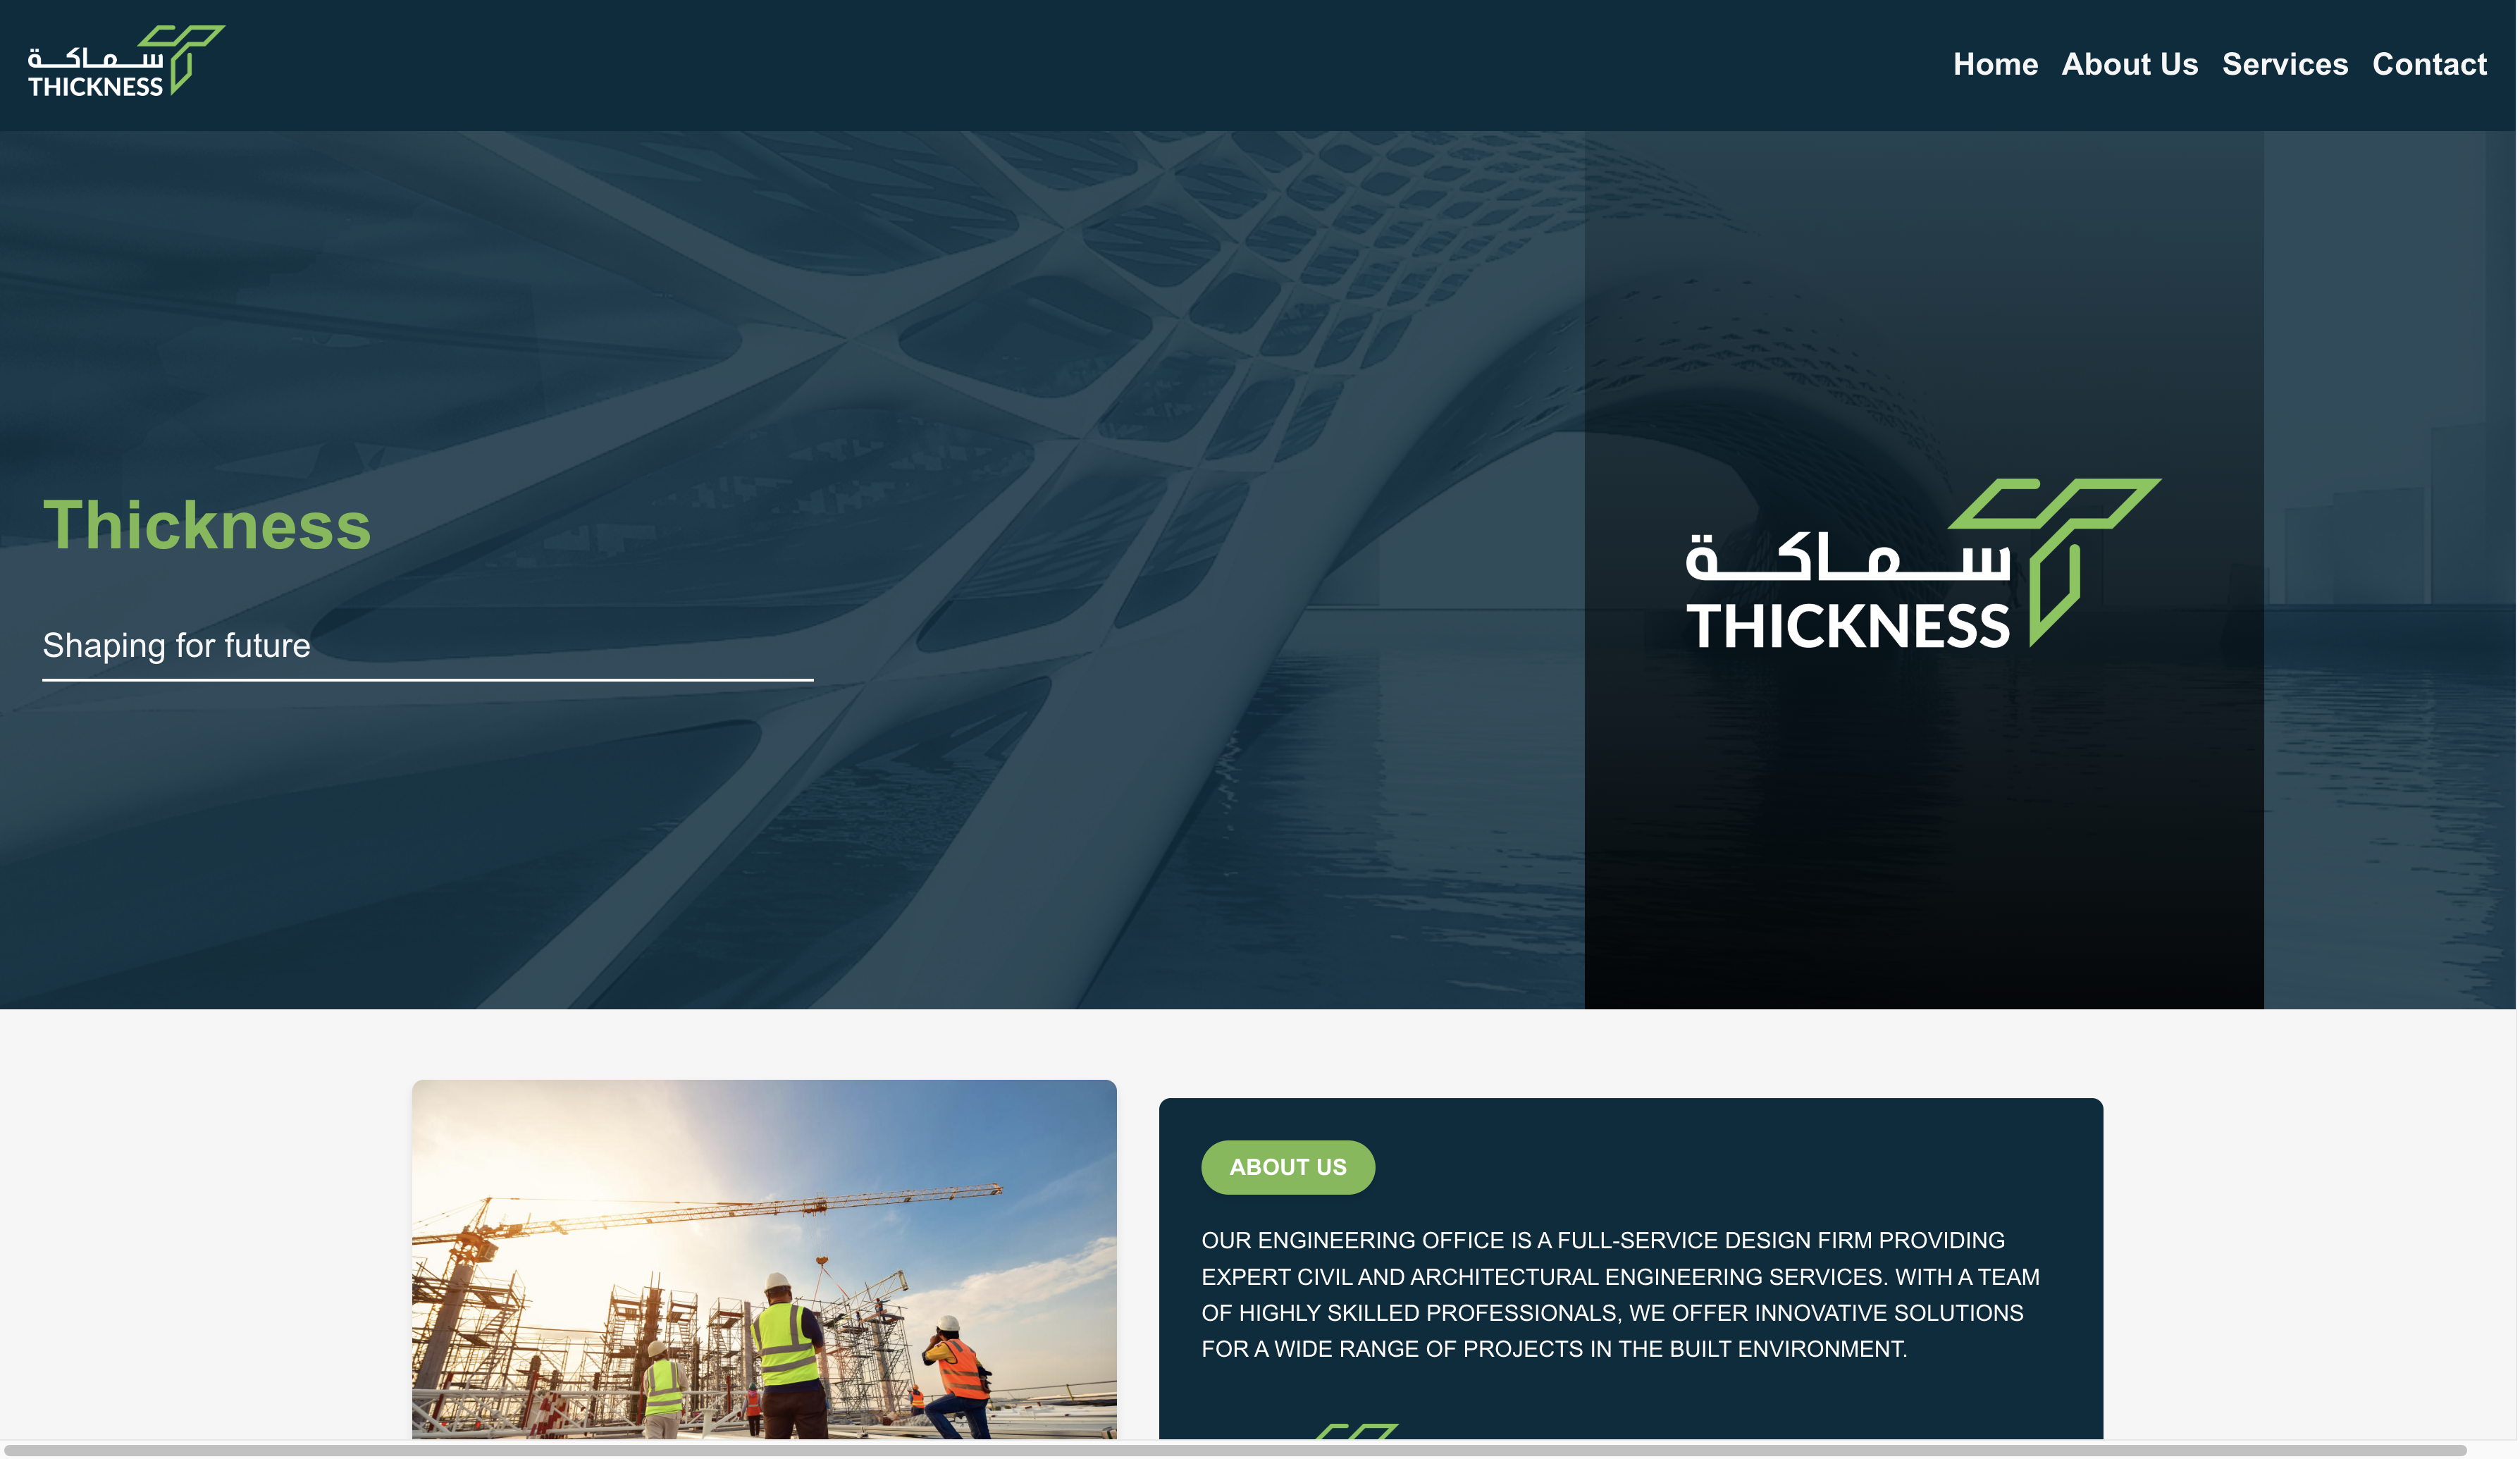 سماكة
THICKNESS
Home About Us Services Contact
Thickness
Shaping for future
سماكة
THICKNESS
ABOUT US
OUR ENGINEERING OFFICE IS A FULL-SERVICE DESIGN FIRM PROVIDING
EXPERT CIVIL AND ARCHITECTURAL ENGINEERING SERVICES. WITH A TEAM
OF HIGHLY SKILLED PROFESSIONALS, WE OFFER INNOVATIVE SOLUTIONS
FOR A WIDE RANGE OF PROJECTS IN THE BUILT ENVIRONMENT.